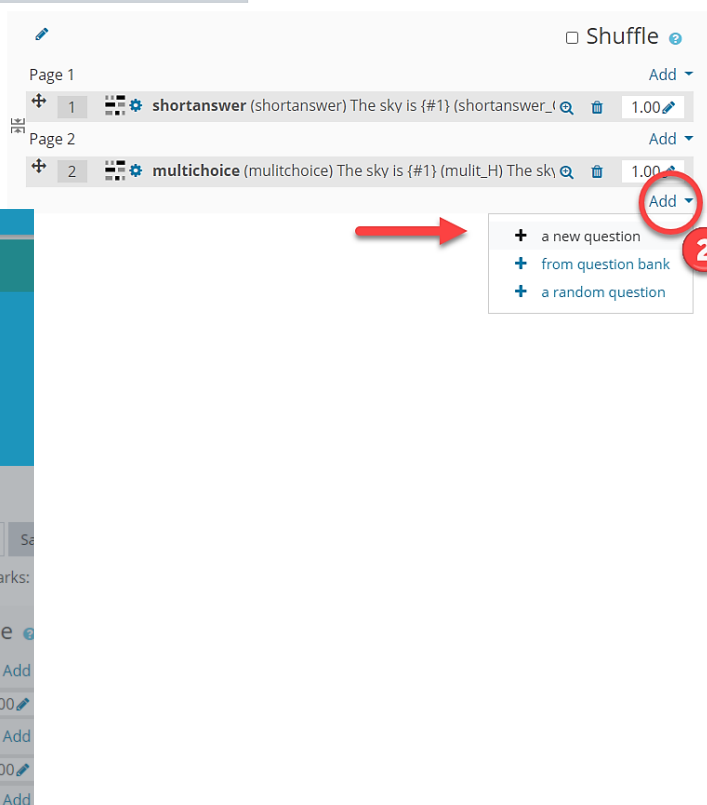 Shuffle
Page 1
Add
1 shortanswer (shortanswer) The sky is {#1} (shortanswer_ 1.00
Page 2
Add
2 multichoice (mulitchoice) The sky is {#1} (mulit_H) The sky 1.00
Add
2
+ a new question
+ from question bank
+ a random question
Sa
arks:
e
Add
00
Add
00
Add